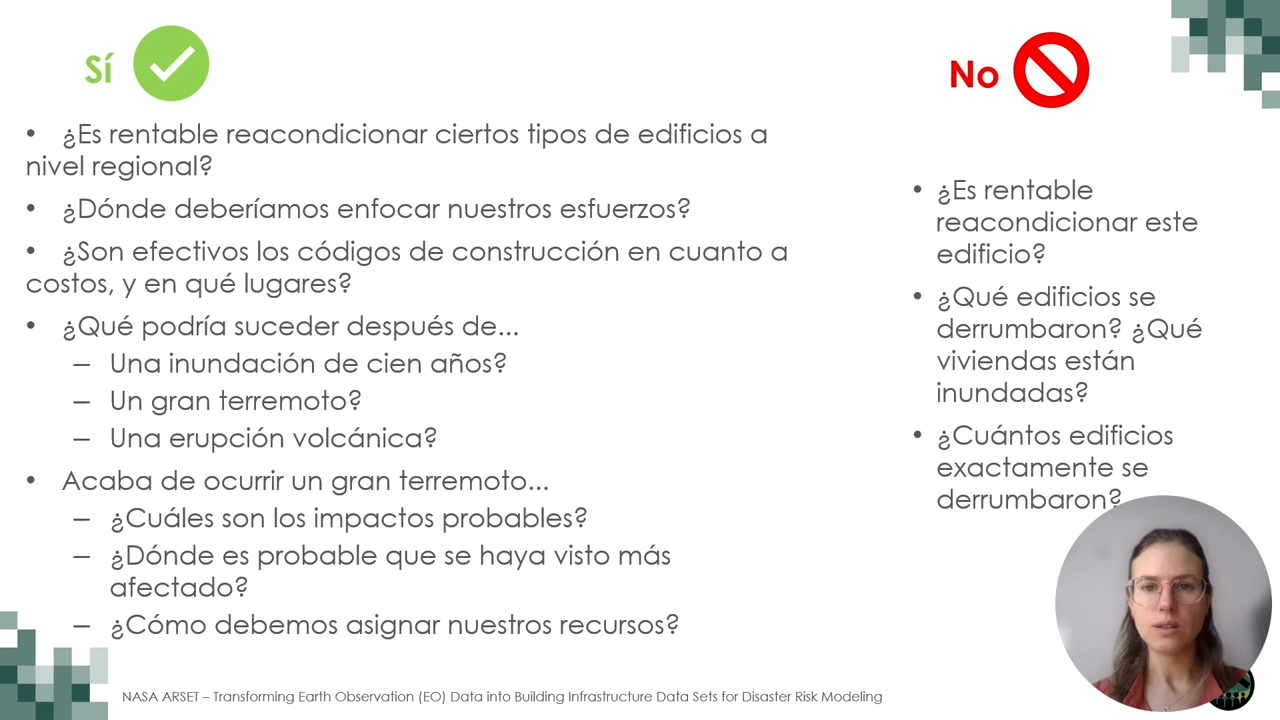 Sí
• ¿Es rentable reacondicionar ciertos tipos de edificios a
nivel regional?
• ¿Dónde deberíamos enfocar nuestros esfuerzos?
• ¿Son efectivos los códigos de construcción en cuanto a
costos, y en qué lugares?
• ¿Qué podría suceder después de...
– Una inundación de cien años?
– Un gran terremoto?
– Una erupción volcánica?
• Acaba de ocurrir un gran terremoto...
– ¿Cuáles son los impactos probables?
– ¿Dónde es probable que se haya visto más
afectado?
– ¿Cómo debemos asignar nuestros recursos?
No
• ¿Es rentable
reacondicionar este
edificio?
• ¿Qué edificios se
derrumbaron? ¿Qué
viviendas están
inundadas?
• ¿Cuántos edificios
exactamente se
derrumbaron?
NASA ARSET – Transforming Earth Observation (EO) Data into Building Infrastructure Data Sets for Disaster Risk Modeling